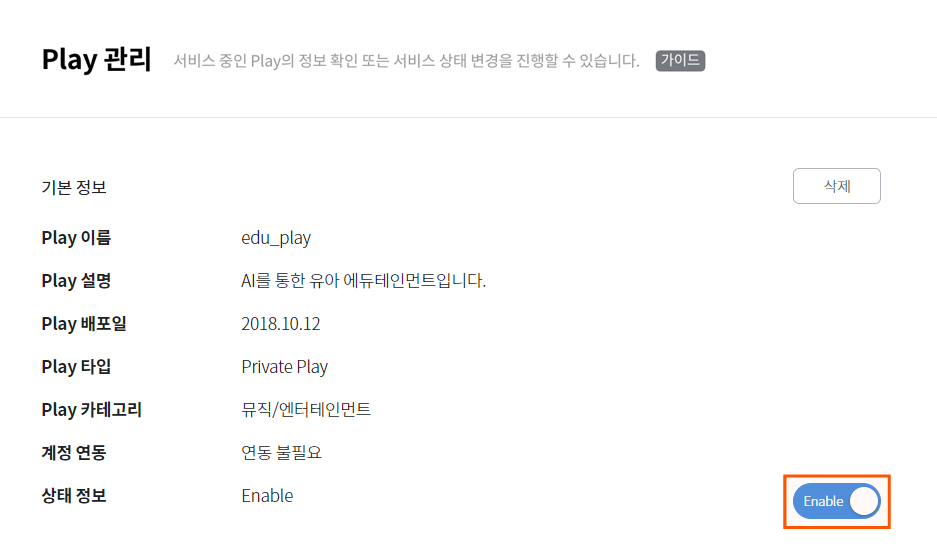 Play 관리 서비스 중인 Play의 정보 확인 또는 서비스 상태 변경을 진행할 수 있습니다. 가이드
기본 정보 삭제
Play 이름 edu_play
Play 설명 AI를 통한 유아 에듀테인먼트입니다.
Play 배포일 2018.10.12
Play 타입 Private Play
Play 카테고리 뮤직/엔터테인먼트
계정 연동 연동 불필요
상태 정보 Enable Enable